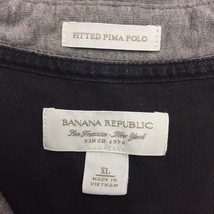 FITTED PIMA POLO
BANANA REPUBLIC
San Francisco New York
SINCE 1978
XL
MADE IN
VIETNAM